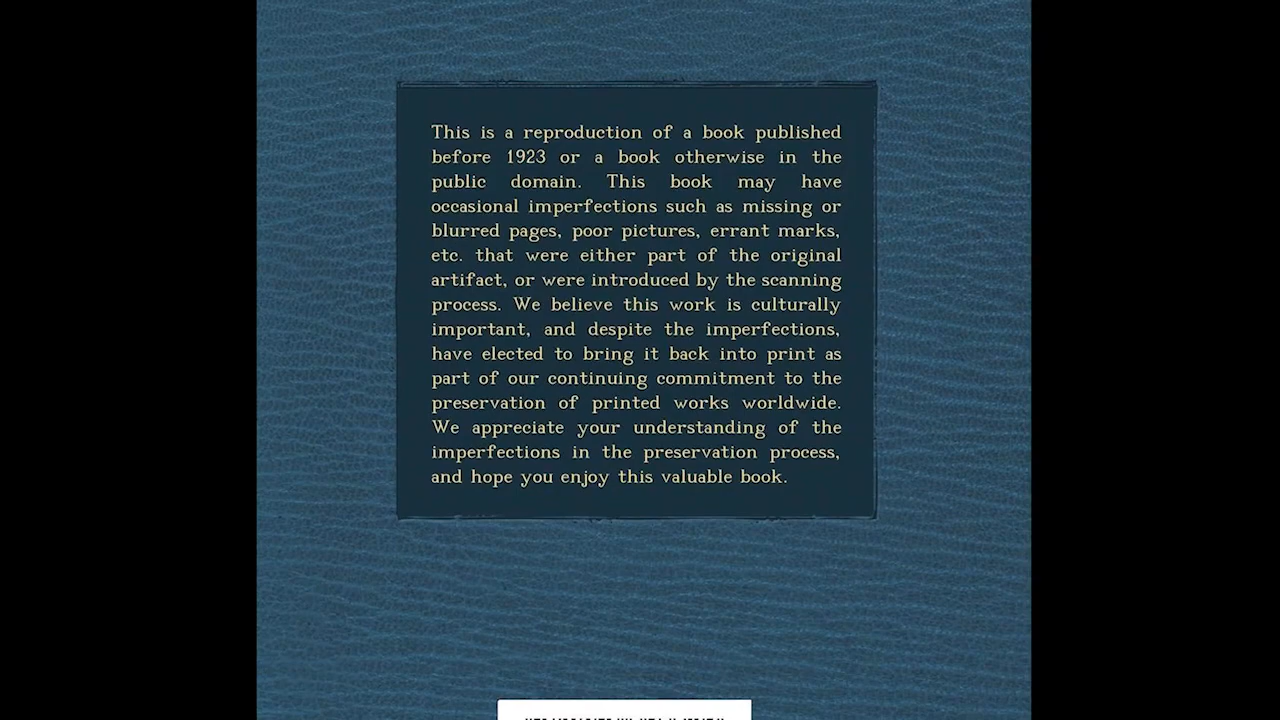 This is a reproduction of a book published
before 1923 or a book otherwise in the
public domain. This book may have
occasional imperfections such as missing or
blurred pages, poor pictures, errant marks,
etc. that were either part of the original
artifact, or were introduced by the scanning
process. We believe this work is culturally
important, and despite the imperfections,
have elected to bring it back into print as
part of our continuing commitment to the
preservation of printed works worldwide.
We appreciate your understanding of the
imperfections in the preservation process,
and hope you enjoy this valuable book.